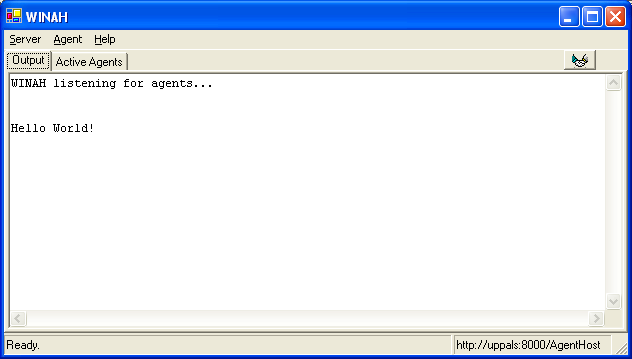 WINAH
Server Agent Help
Output Active Agents
WINAH listening for agents...
Hello World!
Ready. http://uppals:8000/AgentHost